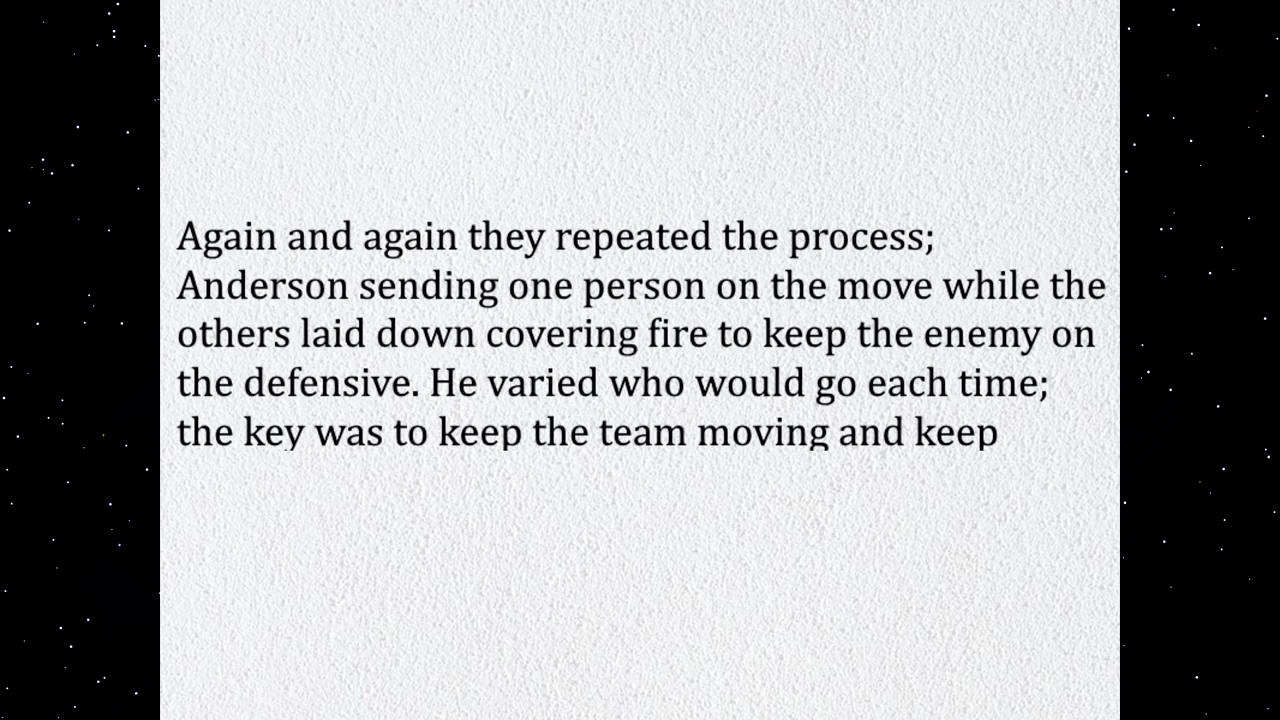 Again and again they repeated the process;
Anderson sending one person on the move while the
others laid down covering fire to keep the enemy on
the defensive. He varied who would go each time;
the key was to keep the team moving and keep